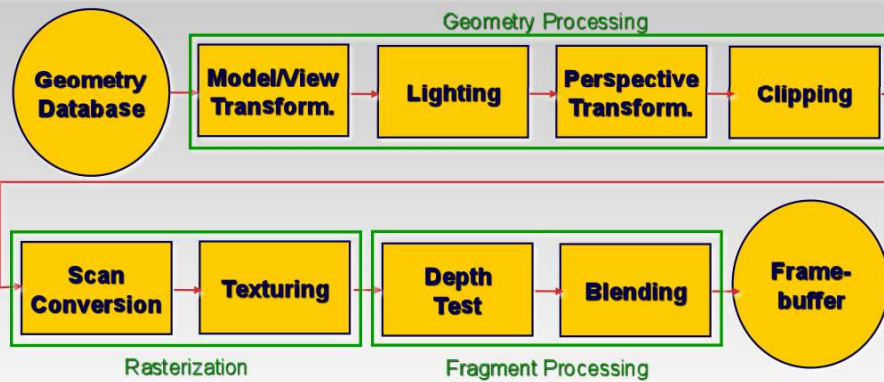 Geometry Processing
Geometry
Database
Model/View
Transform.
Lighting
Perspective
Transform.
Clipping
Scan
Conversion
Texturing
Depth
Test
Blending
Frame-
buffer
Rasterization
Fragment Processing